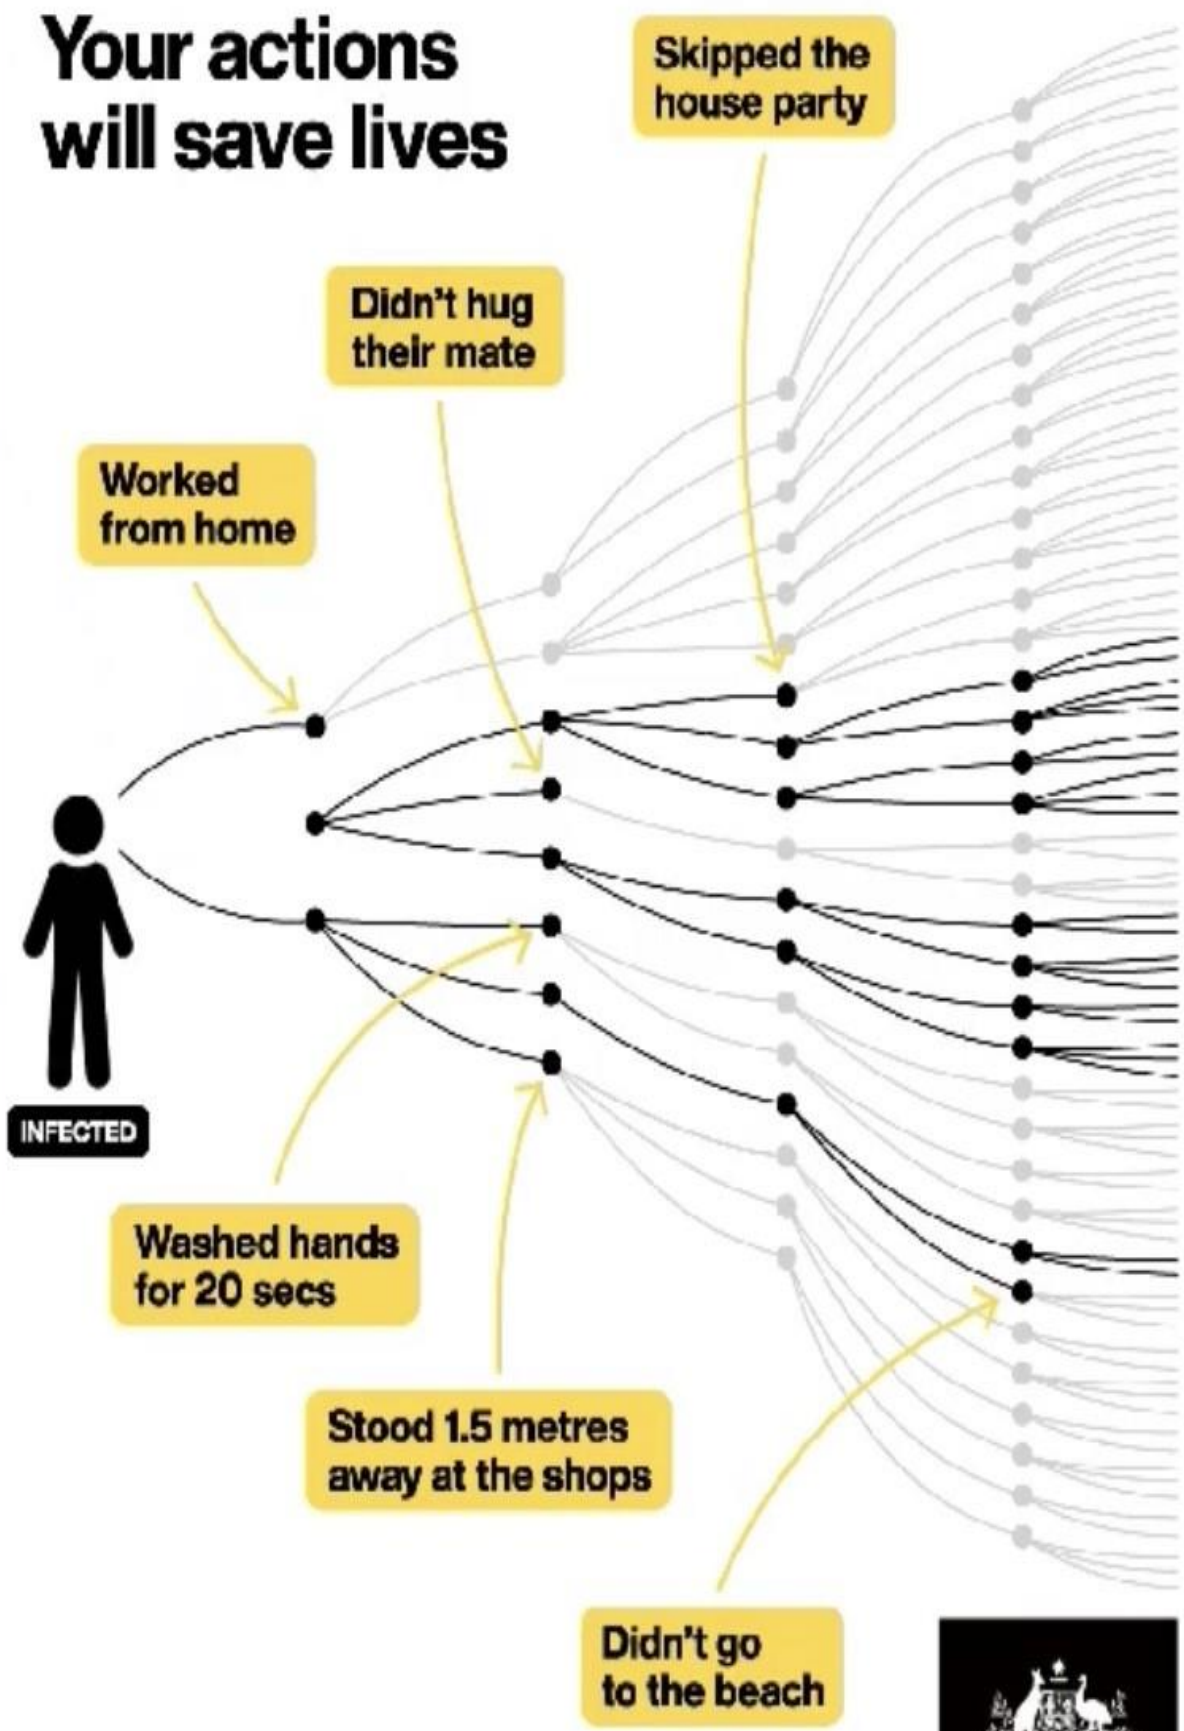 Your actions
will save lives
Skipped the
house party
Didn't hug
their mate
Worked
from home
INFECTED
Washed hands
for 20 secs
Stood 1.5 metres
away at the shops
Didn't go
to the beach